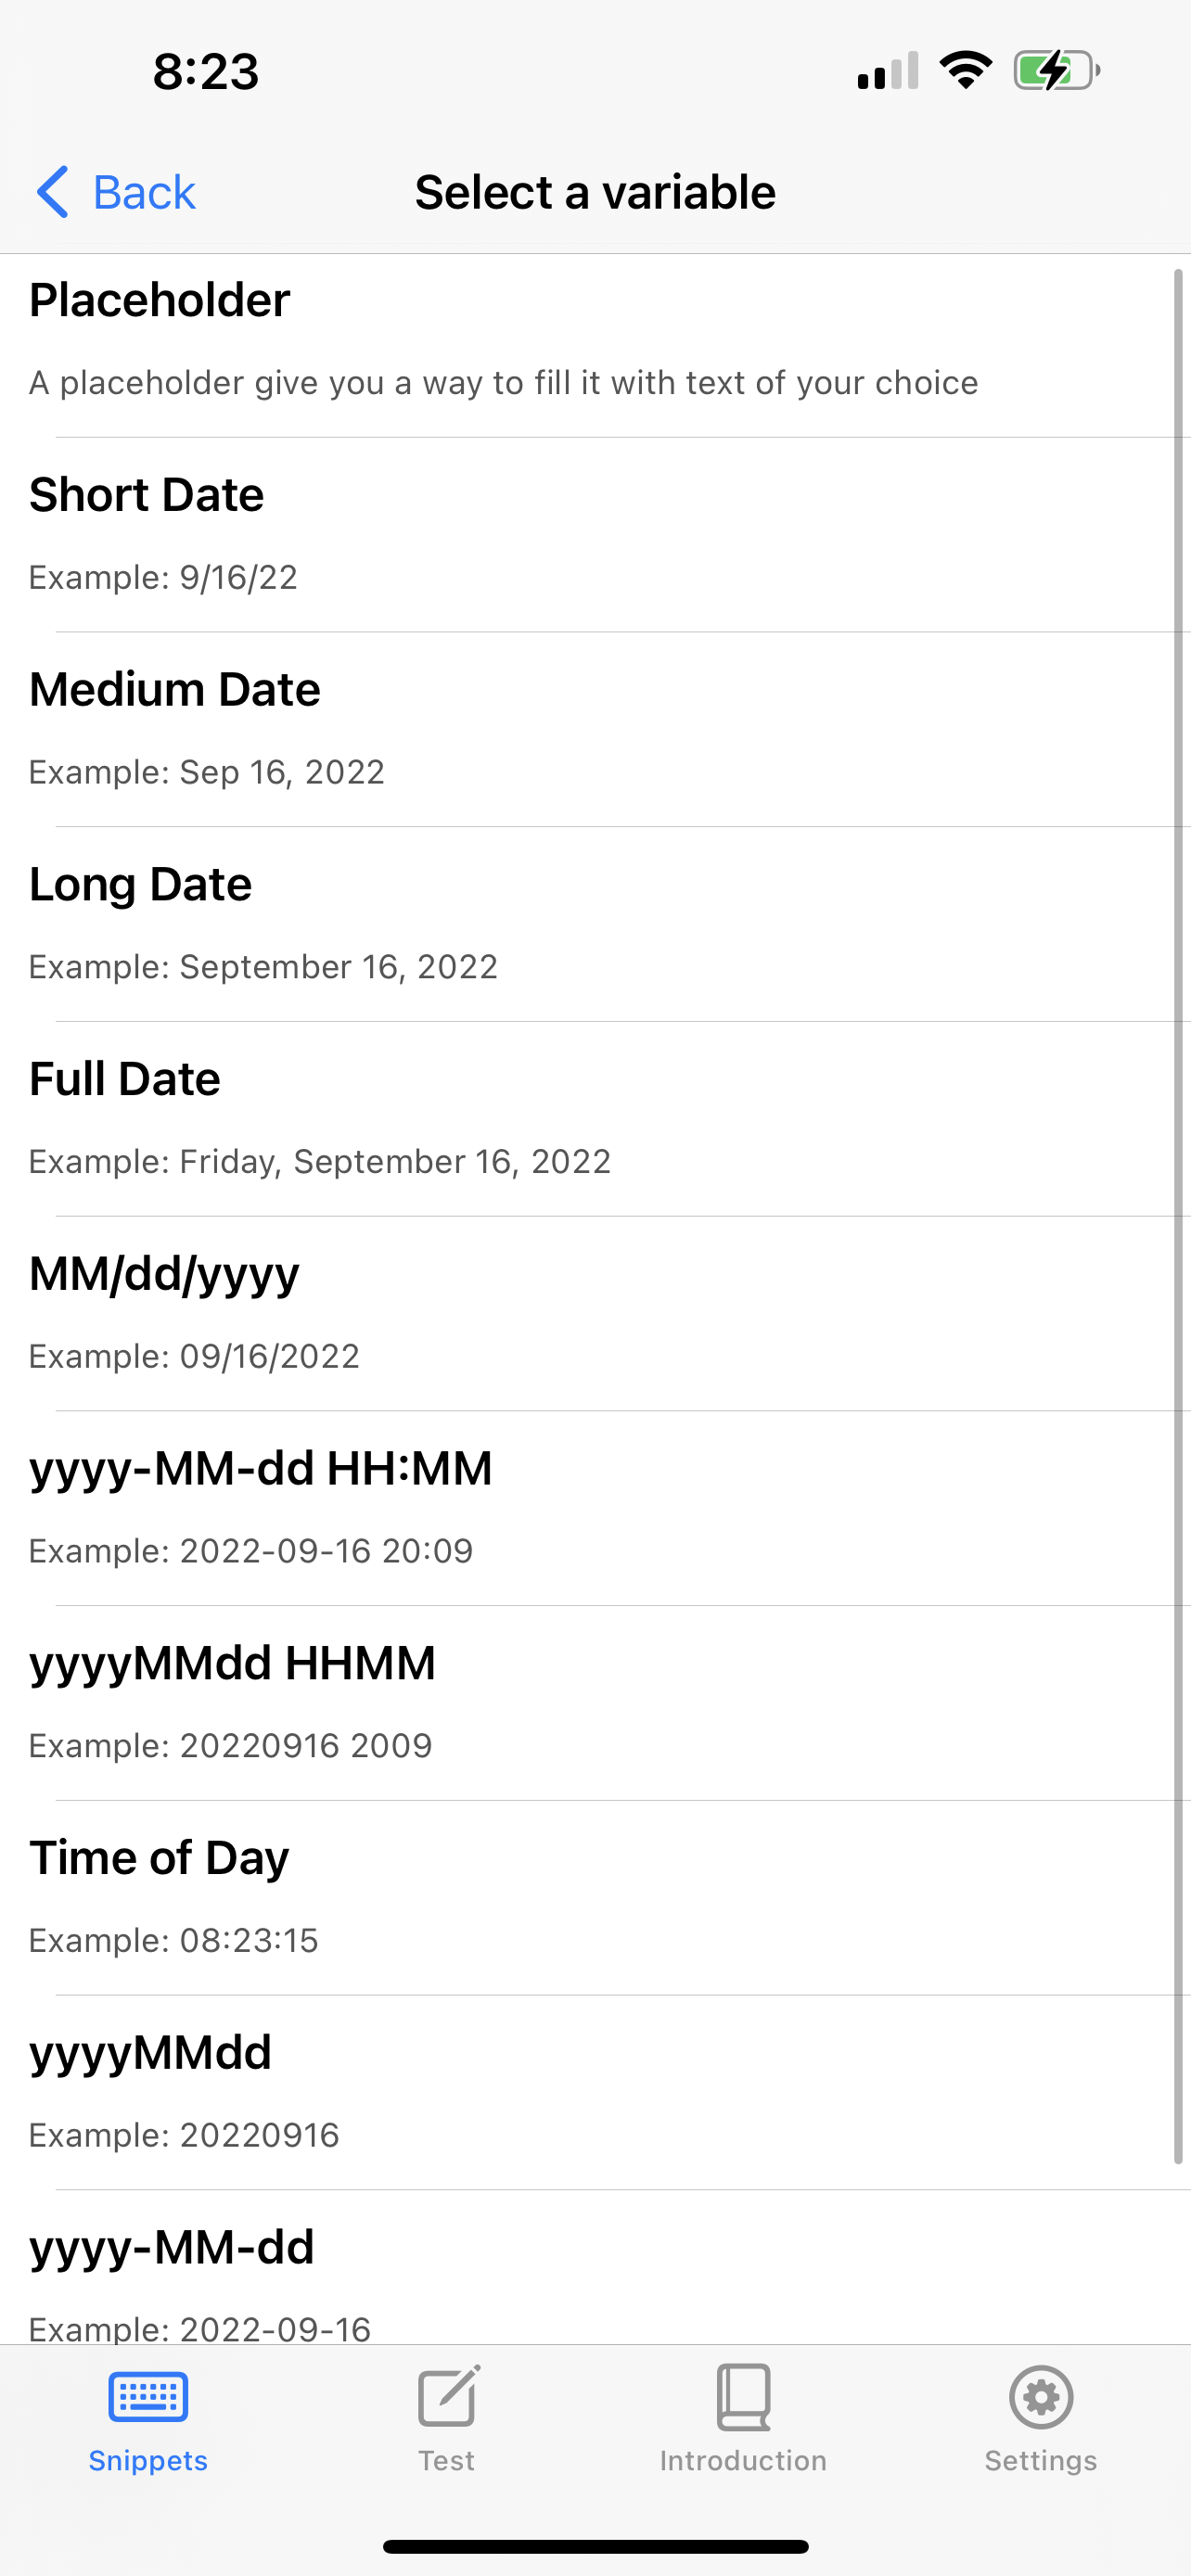 8:23
Back
Select a variable
Placeholder
A placeholder give you a way to fill it with text of your choice
Short Date
Example: 9/16/22
Medium Date
Example: Sep 16, 2022
Long Date
Example: September 16, 2022
Full Date
Example: Friday, September 16, 2022
MM/dd/yyyy
Example: 09/16/2022
yyyy-MM-dd HH:MM
Example: 2022-09-16 20:09
yyyyMMdd HHMM
Example: 20220916 2009
Time of Day
Example: 08:23:15
yyyyMMdd
Example: 20220916
yyyy-MM-dd
Example: 2022-09-16
Snippets
Test
Introduction
Settings